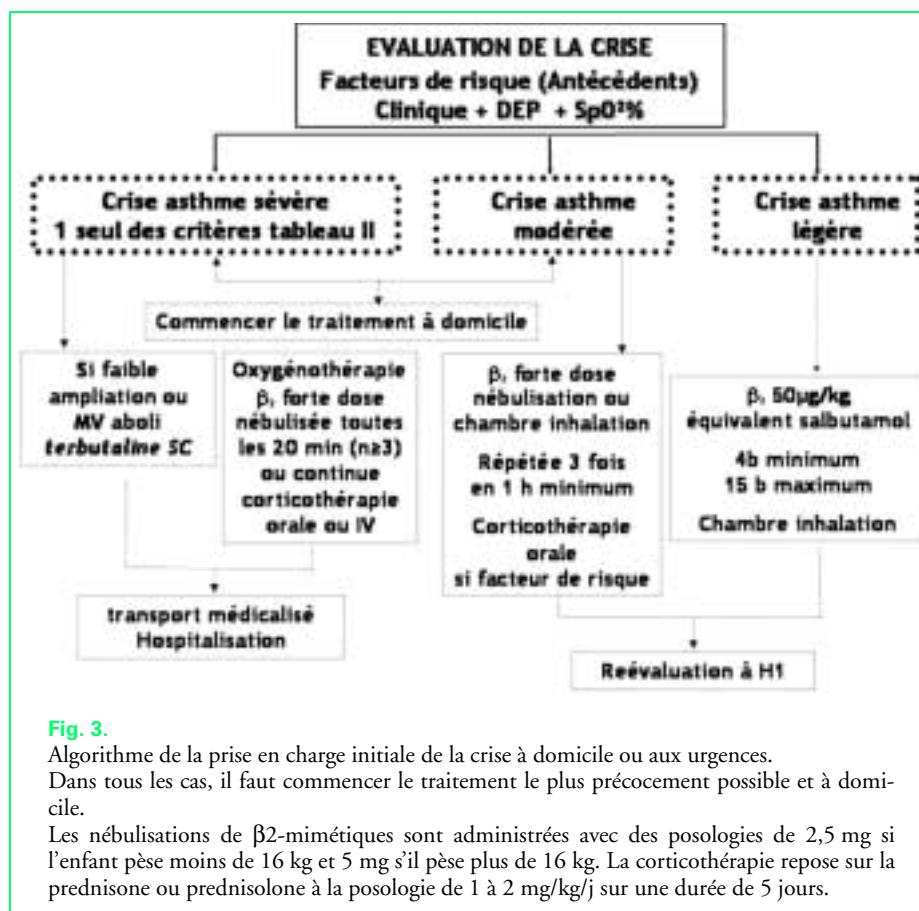 EVALUATION DE LA CRISE
Facteurs de risque (Antécédents)
Clinique + DEP + SpO²%
Crise asthme sévère
1 seul des critères tableau II
Crise asthme
modérée
Crise asthme
légère
Commencer le traitement à domicile
Si faible
ampliation ou
MV aboli
terbutaline SC
Oxygénothérapie
β, forte dose
nébulisée toutes
les 20 min (n≥3)
ou continue
corticothérapie
orale ou IV
β, forte dose
nébulisation ou
chambre inhalation
Répétée 3 fois
en 1 h minimum
Corticothérapie
orale
si facteur de risque
β, 50µg/kg
équivalent salbutamol
4b minimum
15 b maximum
Chambre inhalation
transport médicalisé
Hospitalisation
Reévaluation à H1
Fig. 3.
Algorithme de la prise en charge initiale de la crise à domicile ou aux urgences.
Dans tous les cas, il faut commencer le traitement le plus précocement possible et à domi-
cile.
Les nébulisations de β2-mimétiques sont administrées avec des posologies de 2,5 mg si
l'enfant pèse moins de 16 kg et 5 mg s'il pèse plus de 16 kg. La corticothérapie repose sur la
prednisone ou prednisolone à la posologie de 1 à 2 mg/kg/j sur une durée de 5 jours.